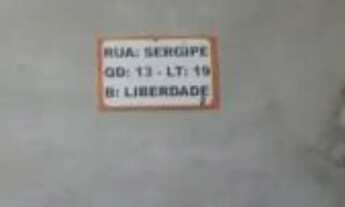 RUA: SERGIPE
QD: 13 - LT: 19
B: LIBERDADE